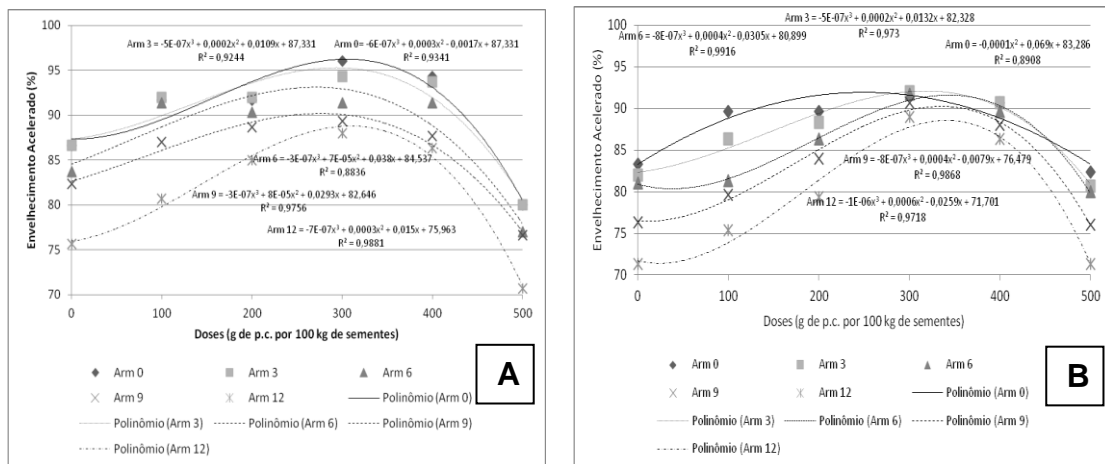 Arm 3 = -5E-07x³ + 0,0002x² + 0,0109x + 87,331
R² = 0,9244
Arm 0= -6E-07x³ + 0,0003x² -0,0017x + 87,331
R² = 0,9341
Arm 6 = -3E-07x³ + 7E-05x² + 0,038x + 84,537
R² = 0,8836
Arm 9 = -3E-07x³ + 8E-05x² + 0,0293x + 82,646
R² = 0,9756
Arm 12 = -7E-07x³ + 0,0003x² + 0,015x + 75,963
R² = 0,9881
Envelhecimento Acelerado (%)
100
95
90
85
80
75
70
0 100 200 300 400 500
Doses (g de p.c. por 100 kg de sementes)
Arm 0 Arm 3 Arm 6
Arm 9 Arm 12 Polinômio (Arm 0)
Polinômio (Arm 3) Polinômio (Arm 6) Polinômio (Arm 9)
Polinômio (Arm 12)
A
Arm 3 = -5E-07x³ + 0,0002x² + 0,0132x + 82,328
R² = 0,973
Arm 6 = -8E-07x³ + 0,0004x² - 0,0305x + 80,899
R² = 0,9916
Arm 0 = -0,0001x + 0,069x + 83,286
R² = 0,8908
Arm 9 = -8E-07x³ + 0,0004x² - 0,0079x + 76,479
R² = 0,9868
Arm 12 = -1E-06x³ + 0,0006x² -0,0259x + 71,701
R² = 0,9718
Envelhecimento Acelerado (%)
100
95
90
85
80
75
70
0 100 200 300 400 500
Doses (g de p.c. por 100 kg de sementes)
Arm 0 Arm 3 Arm 6
Arm 9 Arm 12 Polinômio (Arm 0)
Polinômio (Arm 3) Polinômio (Arm 6) Polinômio (Arm 9)
Polinômio (Arm 12)
B